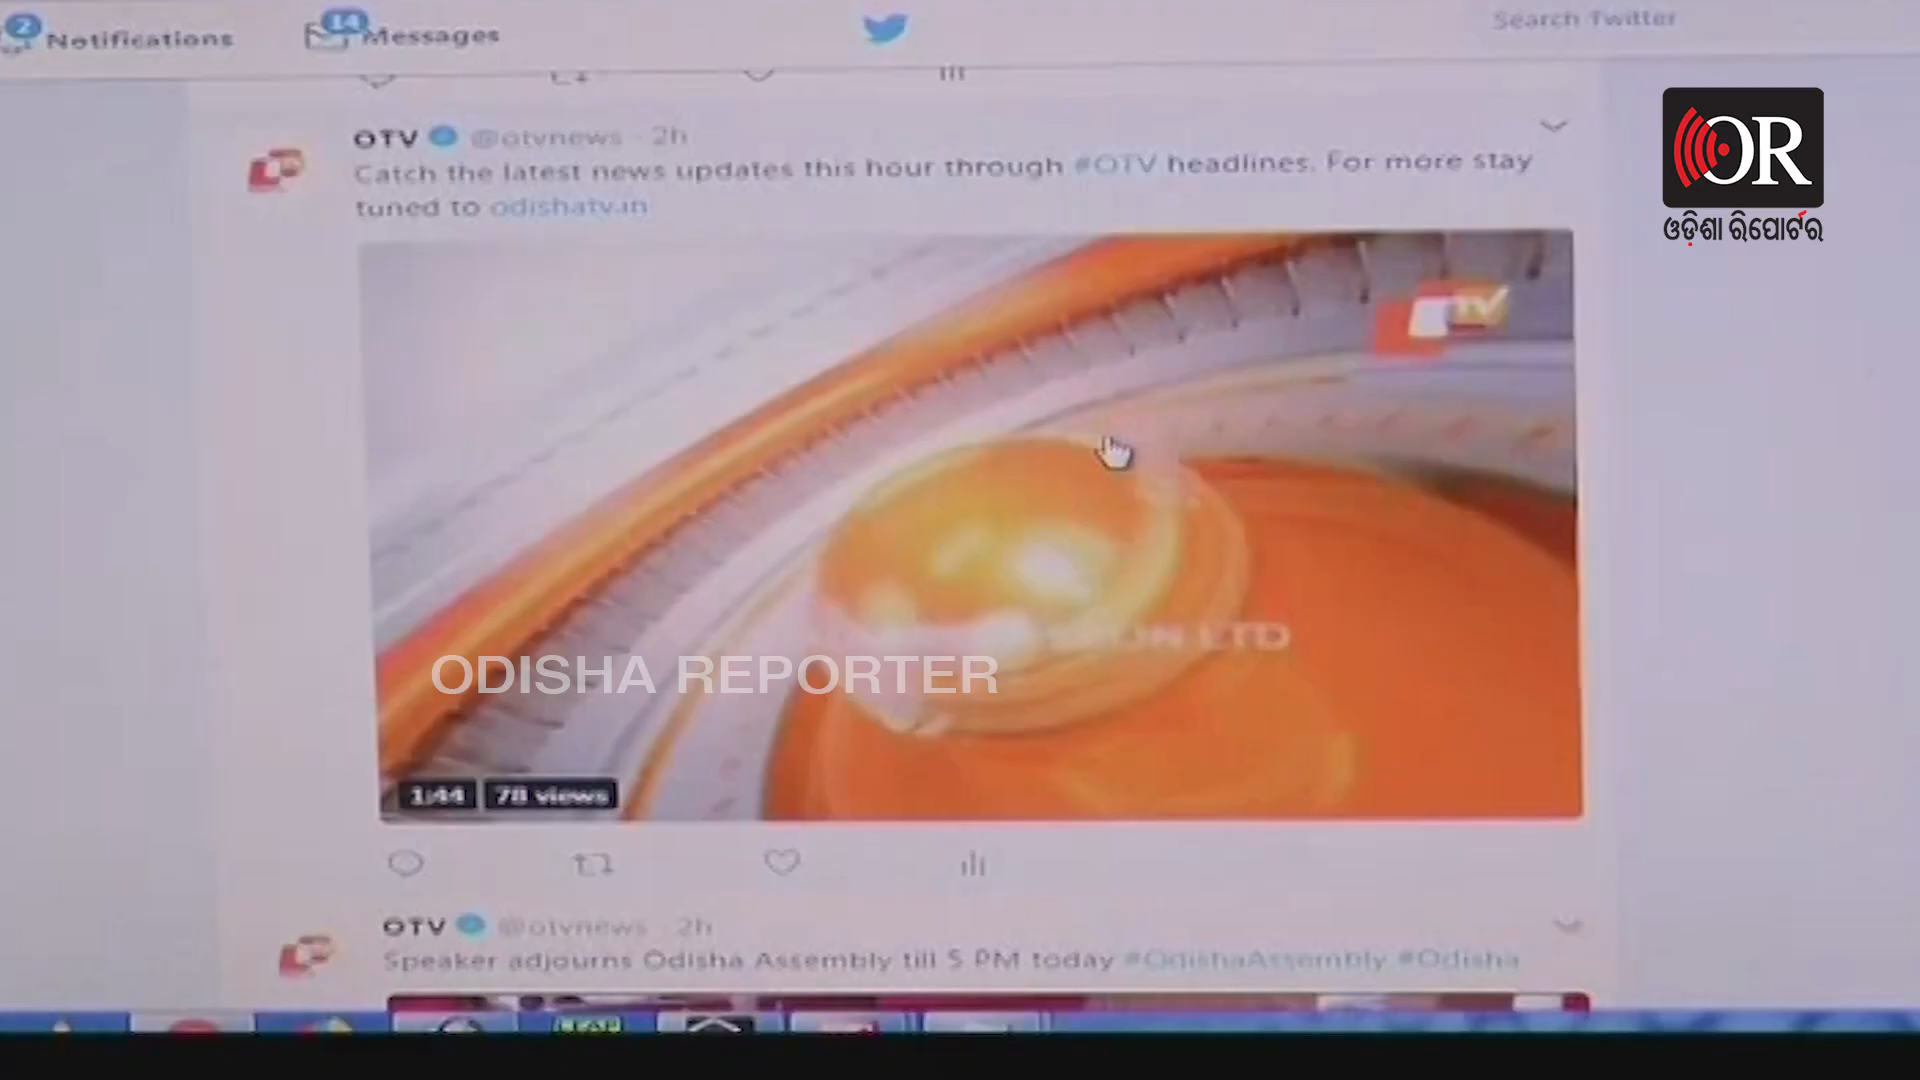 2
Notifications
14
Messages
Search Twitter
OTV @otvnews · 2h
Catch the latest news updates this hour through #OTV headlines. For more stay
tuned to odishatv.in
OR
ଓଡ଼ିଶା ରିପୋର୍ଟର
TV
LTD
ODISHA REPORTER
1:44
78 views
OTV @otvnews · 2h
Speaker adjourns Odisha Assembly till 5 PM today #OdishaAssembly #Odisha